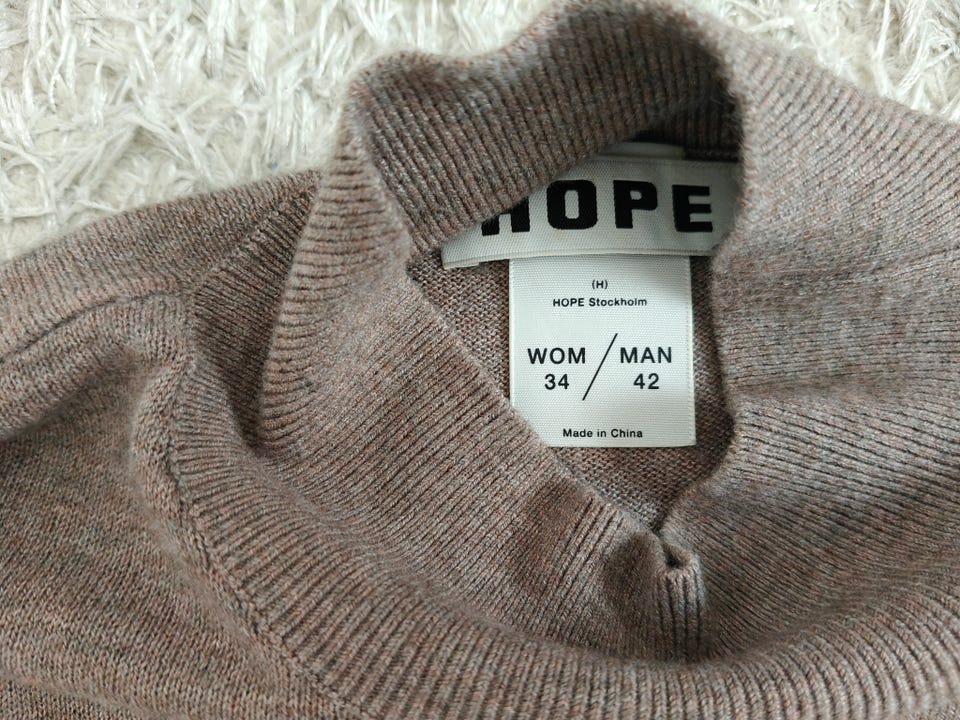 HOPE
(H)
HOPE Stockholm
WOM / MAN
34 42
Made in China